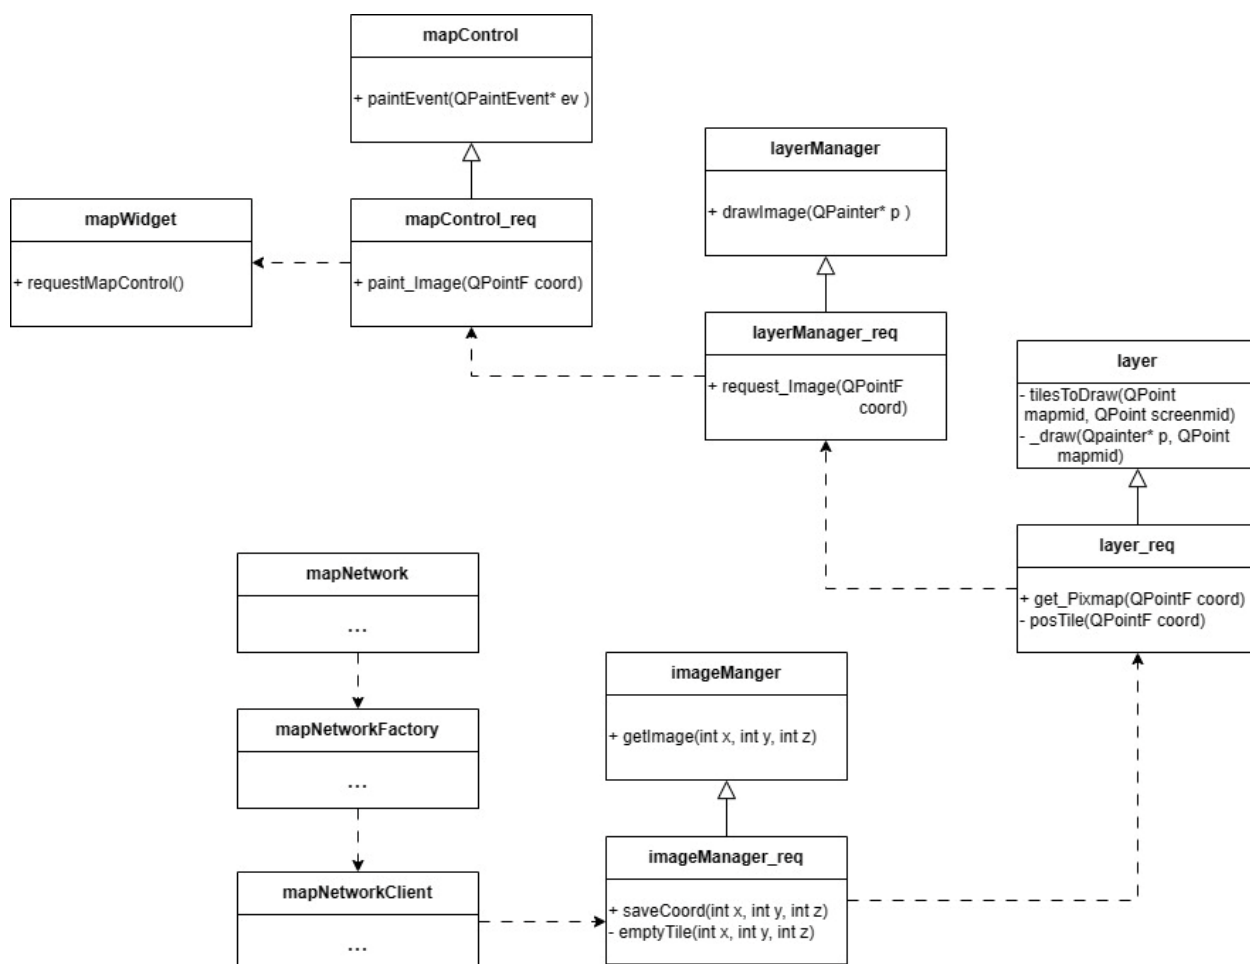 mapControl
+ paintEvent(QPaintEvent* ev )
layerManager
+ drawImage(QPainter* p )
mapWidget
+ requestMapControl()
mapControl_req
+ paint_Image(QPointF coord)
layerManager_req
+ request_Image(QPointF
coord)
layer
- tilesToDraw(QPoint
mapmid, QPoint screenmid)
- _draw(Qpainter* p, QPoint
mapmid)
layer_req
+ get_Pixmap(QPointF coord)
- posTile(QPointF coord)
mapNetwork
...
mapNetworkFactory
...
mapNetworkClient
...
imageManger
+ getImage(int x, int y, int z)
imageManager_req
+ saveCoord(int x, int y, int z)
- emptyTile(int x, int y, int z)